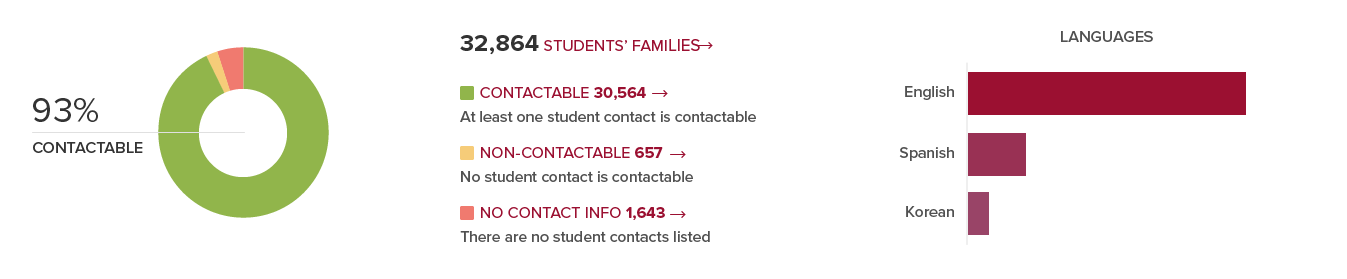 93%
CONTACTABLE
32,864 STUDENTS' FAMILIES→
CONTACTABLE 30,564 →
At least one student contact is contactable
NON-CONTACTABLE 657 →
No student contact is contactable
NO CONTACT INFO 1,643 →
There are no student contacts listed
LANGUAGES
English
Spanish
Korean